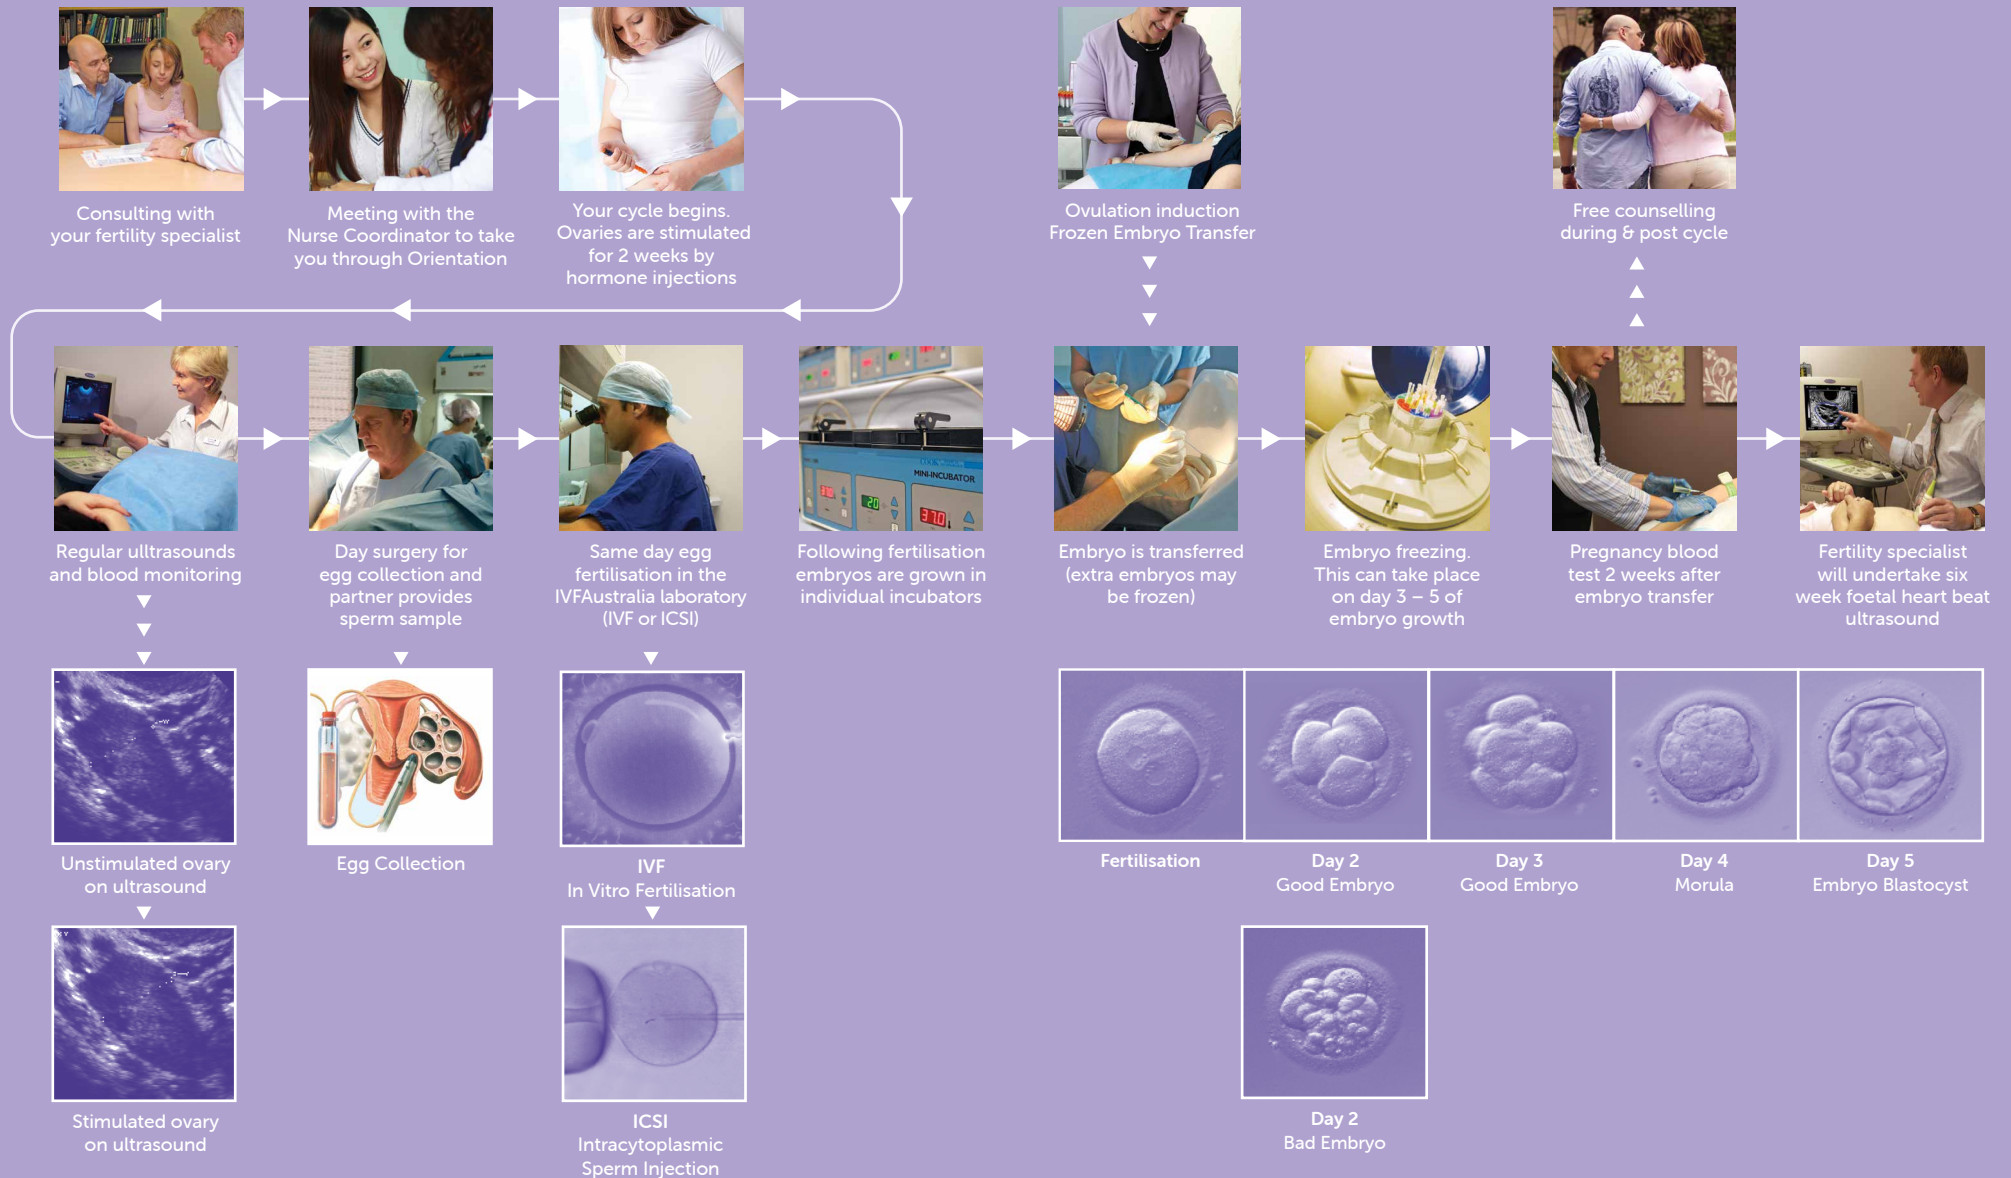 Consulting with
your fertility specialist
Meeting with the
Nurse Coordinator to take
you through Orientation
Your cycle begins.
Ovaries are stimulated
for 2 weeks by
hormone injections
Ovulation induction
Frozen Embryo Transfer
Free counselling
during & post cycle
MINI-INCUBATOR
20
37.0
Regular ulltrasounds
and blood monitoring
Day surgery for
egg collection and
partner provides
sperm sample
Same day egg
fertilisation in the
IVFAustralia laboratory
(IVF or ICSI)
Following fertilisation
embryos are grown in
individual incubators
Embryo is transferred
(extra embryos may
be frozen)
Embryo freezing.
This can take place
on day 3 – 5 of
embryo growth
Pregnancy blood
test 2 weeks after
embryo transfer
Fertility specialist
will undertake six
week foetal heart beat
ultrasound
Unstimulated ovary
on ultrasound
Egg Collection
IVF
In Vitro Fertilisation
Fertilisation
Day 2
Good Embryo
Day 3
Good Embryo
Day 4
Morula
Day 5
Embryo Blastocyst
Stimulated ovary
on ultrasound
ICSI
Intracytoplasmic
Sperm Injection
Day 2
Bad Embryo